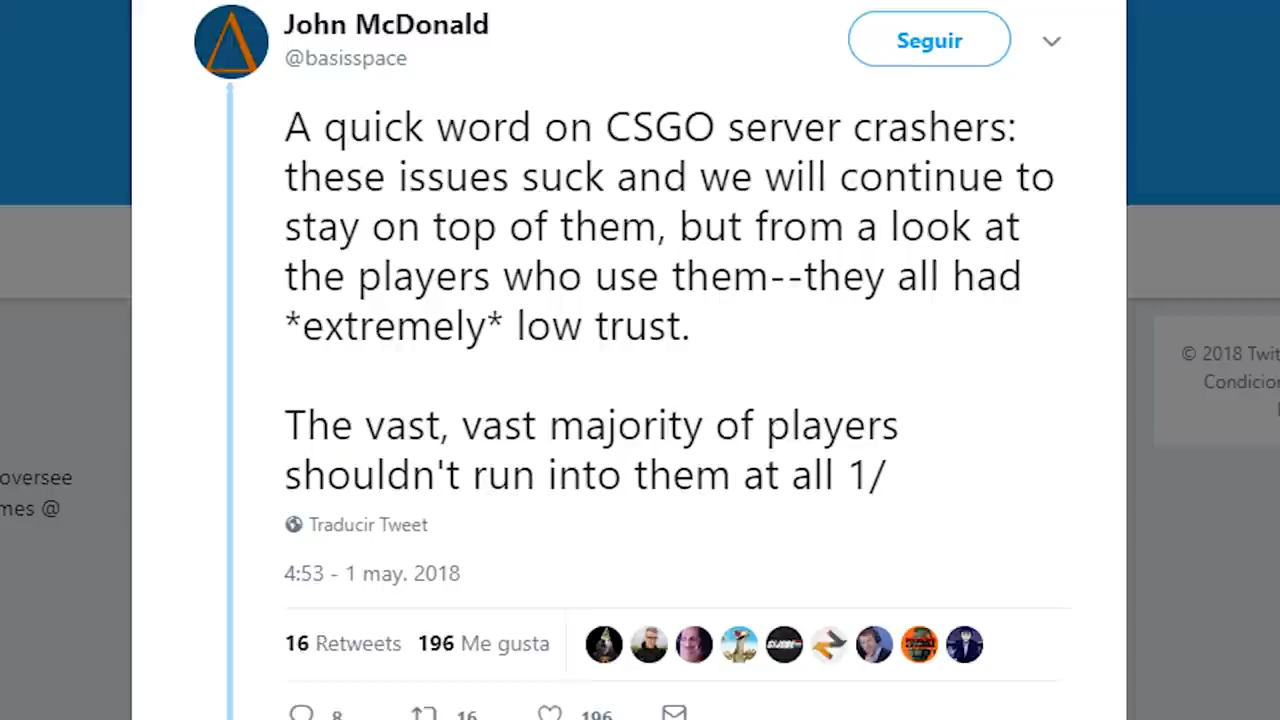 John McDonald
@basisspace
Seguir
A quick word on CSGO server crashers:
these issues suck and we will continue to
stay on top of them, but from a look at
the players who use them--they all had
*extremely* low trust.
The vast, vast majority of players
shouldn't run into them at all 1/
Traducir Tweet
4:53 - 1 may. 2018
16 Retweets 196 Me gusta
8 16 196
oversee
mes @
© 2018 Twit
Condicio